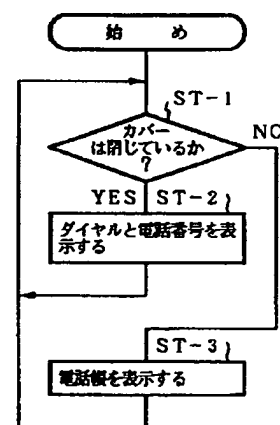 始 め
ST-1
カバー
は閉じているか
?
NO
YES
ST-2
ダイヤルと電話番号を表
示する
ST-3
電話帳を表示する